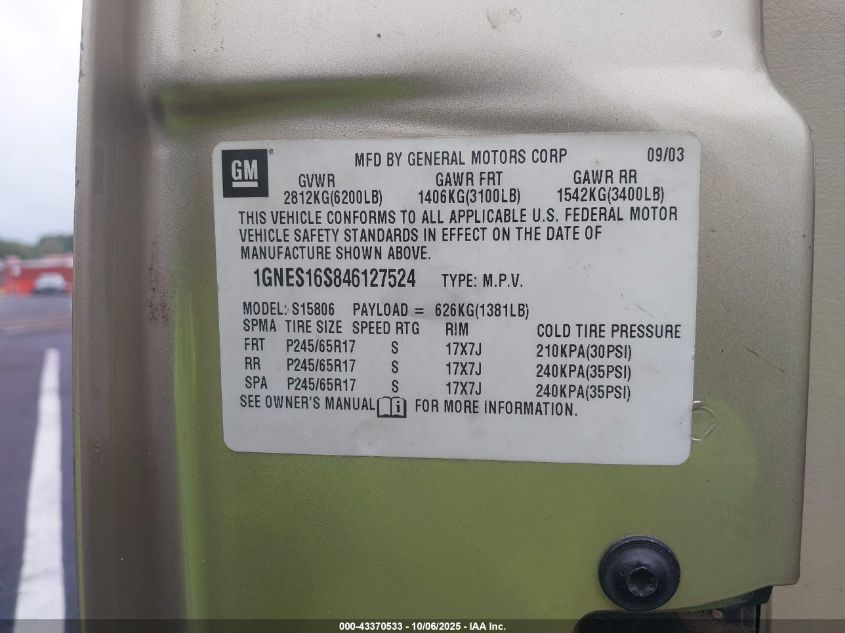 GM
MFD BY GENERAL MOTORS CORP 09/03
GVWR GAWR FRT GAWR RR
2812KG(6200LB) 1406KG(3100LB) 1542KG(3400LB)
THIS VEHICLE CONFORMS TO ALL APPLICABLE U.S. FEDERAL MOTOR
VEHICLE SAFETY STANDARDS IN EFFECT ON THE DATE OF
MANUFACTURE SHOWN ABOVE.
1GNES16S846127524 TYPE: M.P.V.
MODEL: S15806 PAYLOAD = 626KG(1381LB)
SPMA TIRE SIZE SPEED RTG RIM COLD TIRE PRESSURE
FRT P245/65R17 S 17X7J 210KPA(30PSI)
RR P245/65R17 S 17X7J 240KPA(35PSI)
SPA P245/65R17 S 17X7J 240KPA(35PSI)
SEE OWNER'S MANUAL i FOR MORE INFORMATION.
000-43370533 - 10/06/2025 - IAA Inc.